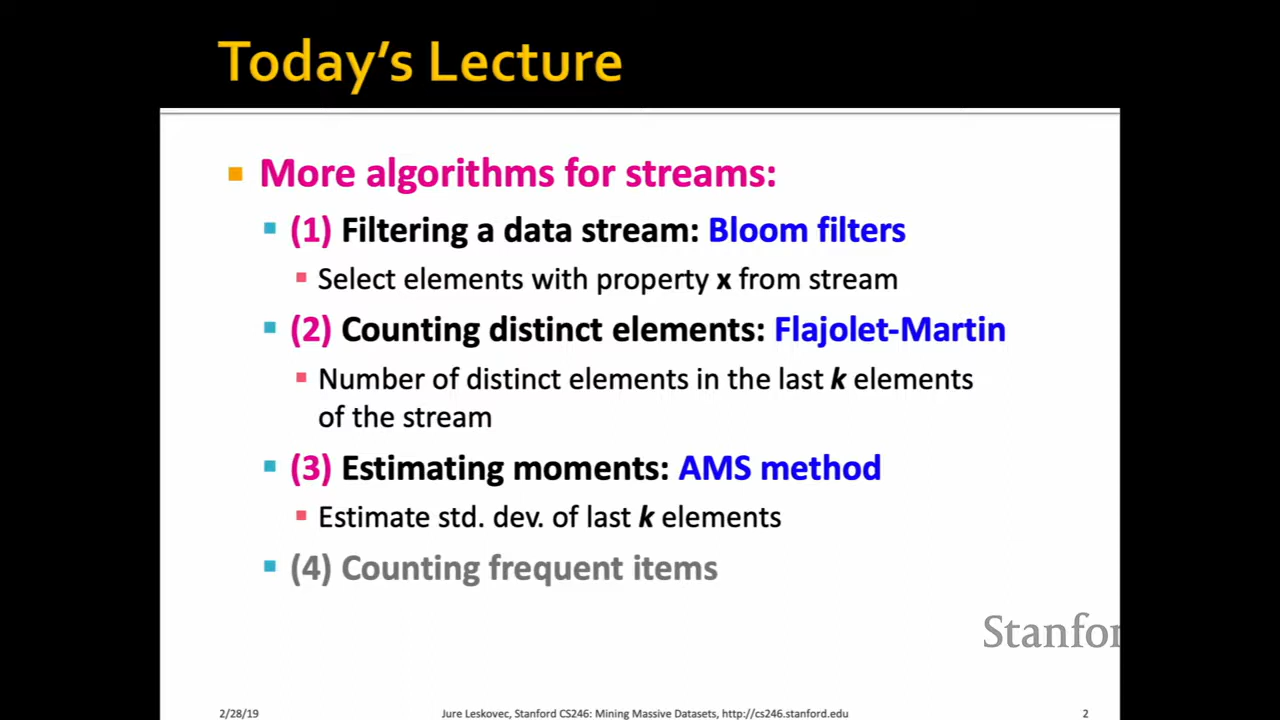 Today's Lecture
More algorithms for streams:
(1) Filtering a data stream: Bloom filters
Select elements with property x from stream
(2) Counting distinct elements: Flajolet-Martin
Number of distinct elements in the last k elements
of the stream
(3) Estimating moments: AMS method
Estimate std. dev. of last k elements
(4) Counting frequent items
Stanfor
2/28/19
Jure Leskovec, Stanford CS246: Mining Massive Datasets, http://cs246.stanford.edu
2